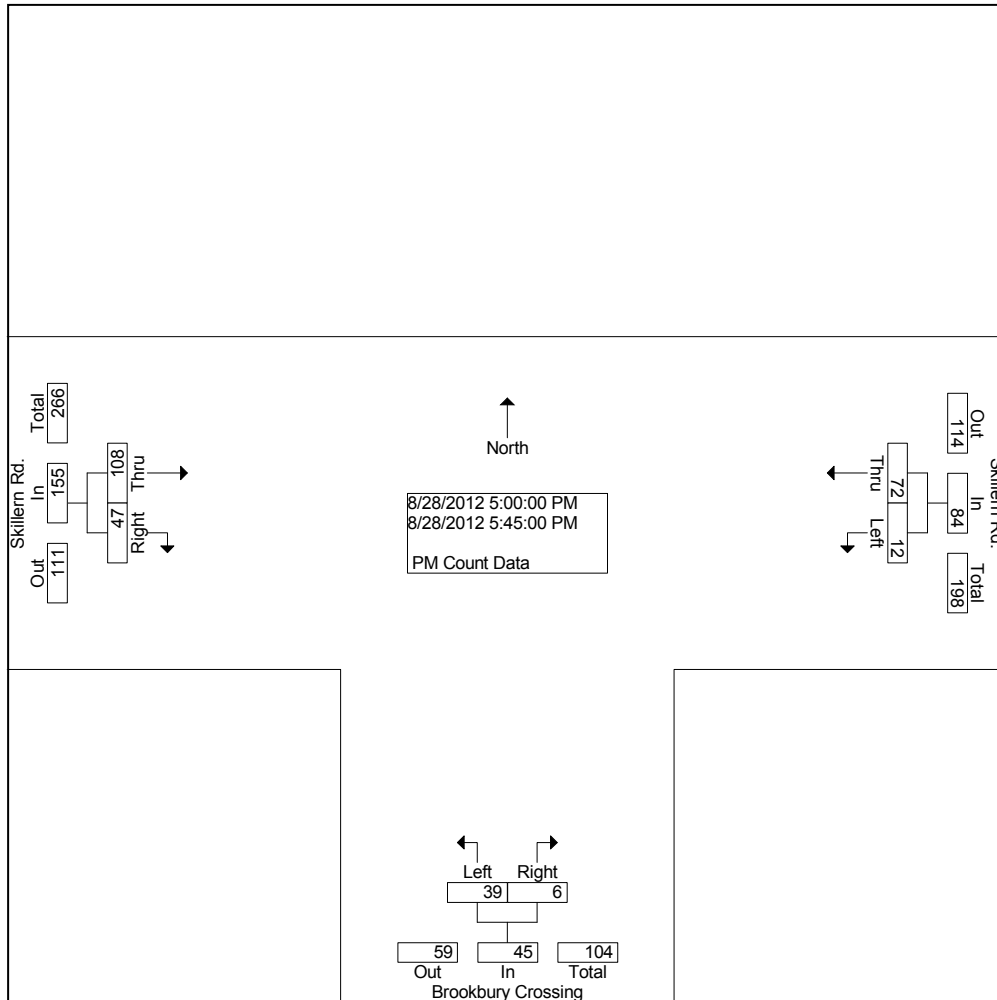 Skillern Rd.
Total
266
In
155
Out
111
108
Thru
47
Right
North
8/28/2012 5:00:00 PM
8/28/2012 5:45:00 PM
PM Count Data
Out
114
Skillern Rd.
In
84
Total
198
Thru
72
Left
12
Left Right
39 6
59 45 104
Out In Total
Brookbury Crossing